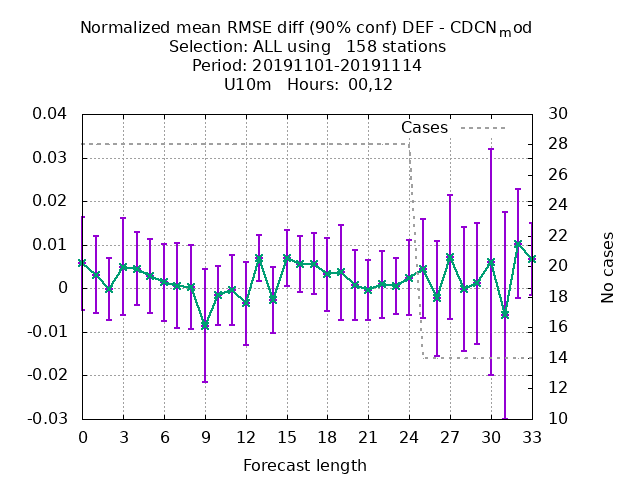 Normalized mean RMSE diff (90% conf) DEF - CDCNmod
Selection: ALL using   158 stations
Period: 20191101-20191114
U10m   Hours:  00,12
Cases
0.04
0.03
0.02
0.01
0
-0.01
-0.02
-0.03
30
28
26
24
22
20
18
16
14
12
10
No cases
0 3 6 9 12 15 18 21 24 27 30 33
Forecast length